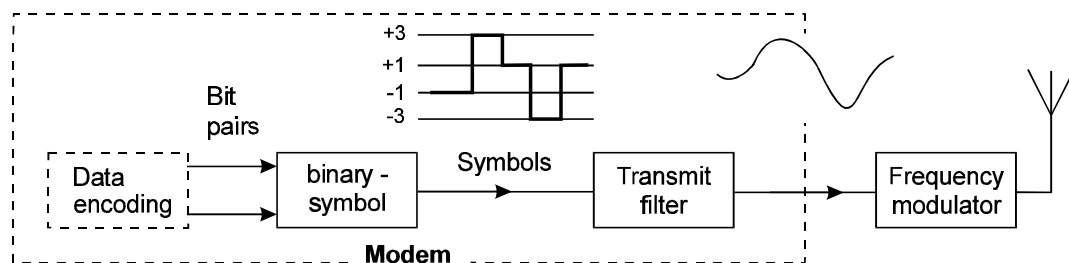 +3
+1
-1
-3
Bit
pairs
Data
encoding
binary -
symbol
Symbols
Transmit
filter
Frequency
modulator
Modem